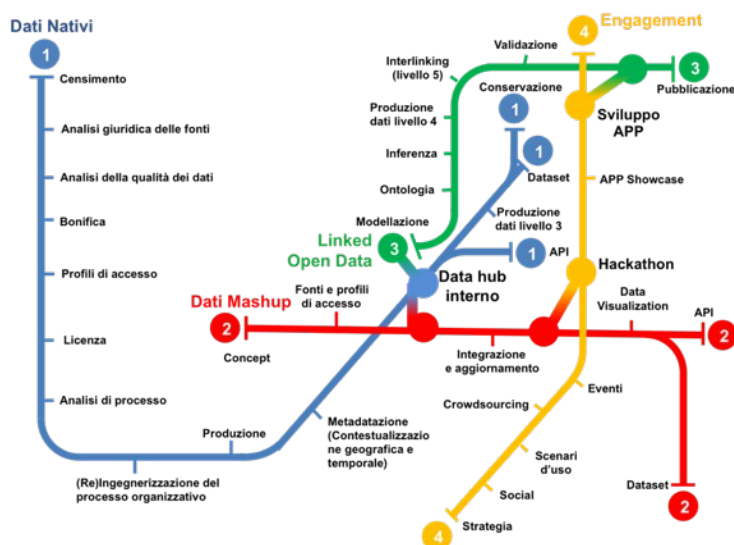 Dati Nativi
1
Censimento
Analisi giuridica delle fonti
Analisi della qualità dei dati
Bonifica
Profili di accesso
Licenza
Analisi di processo
(Re)Ingegnerizzazione del
processo organizzativo
Produzione
Metadatazione
(Contestualizzazio
ne geografica e
temporale)
Data hub
interno
API
1
Produzione
dati livello 3
Dataset
1
Conservazione
1
Linked
Open Data
3
Modellazione
Ontologia
Inferenza
Produzione
dati livello 4
Interlinking
(livello 5)
Validazione
3
Pubblicazione
Dati Mashup
2
Concept
Fonti e profili
di accesso
Integrazione
e aggiornamento
Data
Visualization
API
2
Dataset
2
Engagement
4
Sviluppo
APP
APP Showcase
Hackathon
Eventi
Crowdsourcing
Scenari
d'uso
Social
Strategia
4